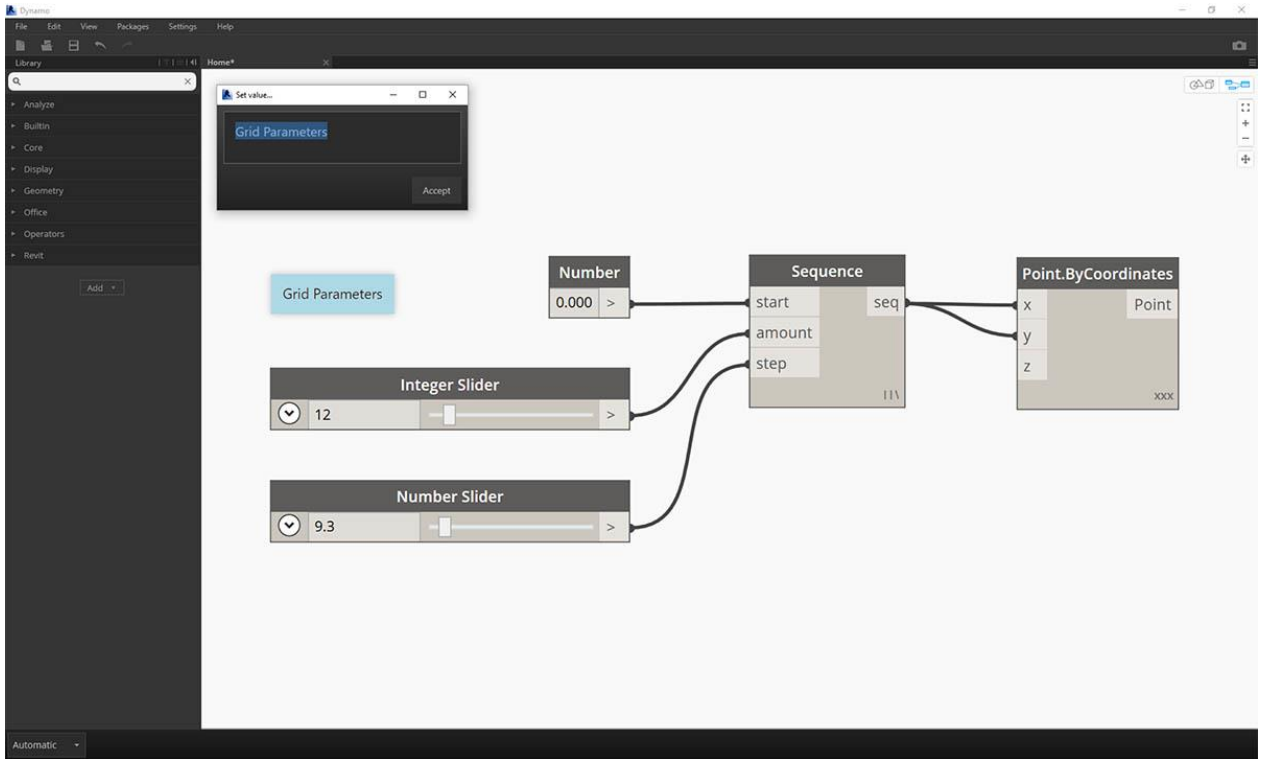 Dynamo
File Edit View Packages Settings Help
Library
Home*
Analyze
BuiltIn
Core
Display
Geometry
Office
Operators
Revit
Add
Set value...
Grid Parameters
Accept
Grid Parameters
Number
0.000 >
Integer Slider
12 >
Number Slider
9.3 >
Sequence
start seq
amount
step
Point.ByCoordinates
x Point
y
z
xxx
Automatic